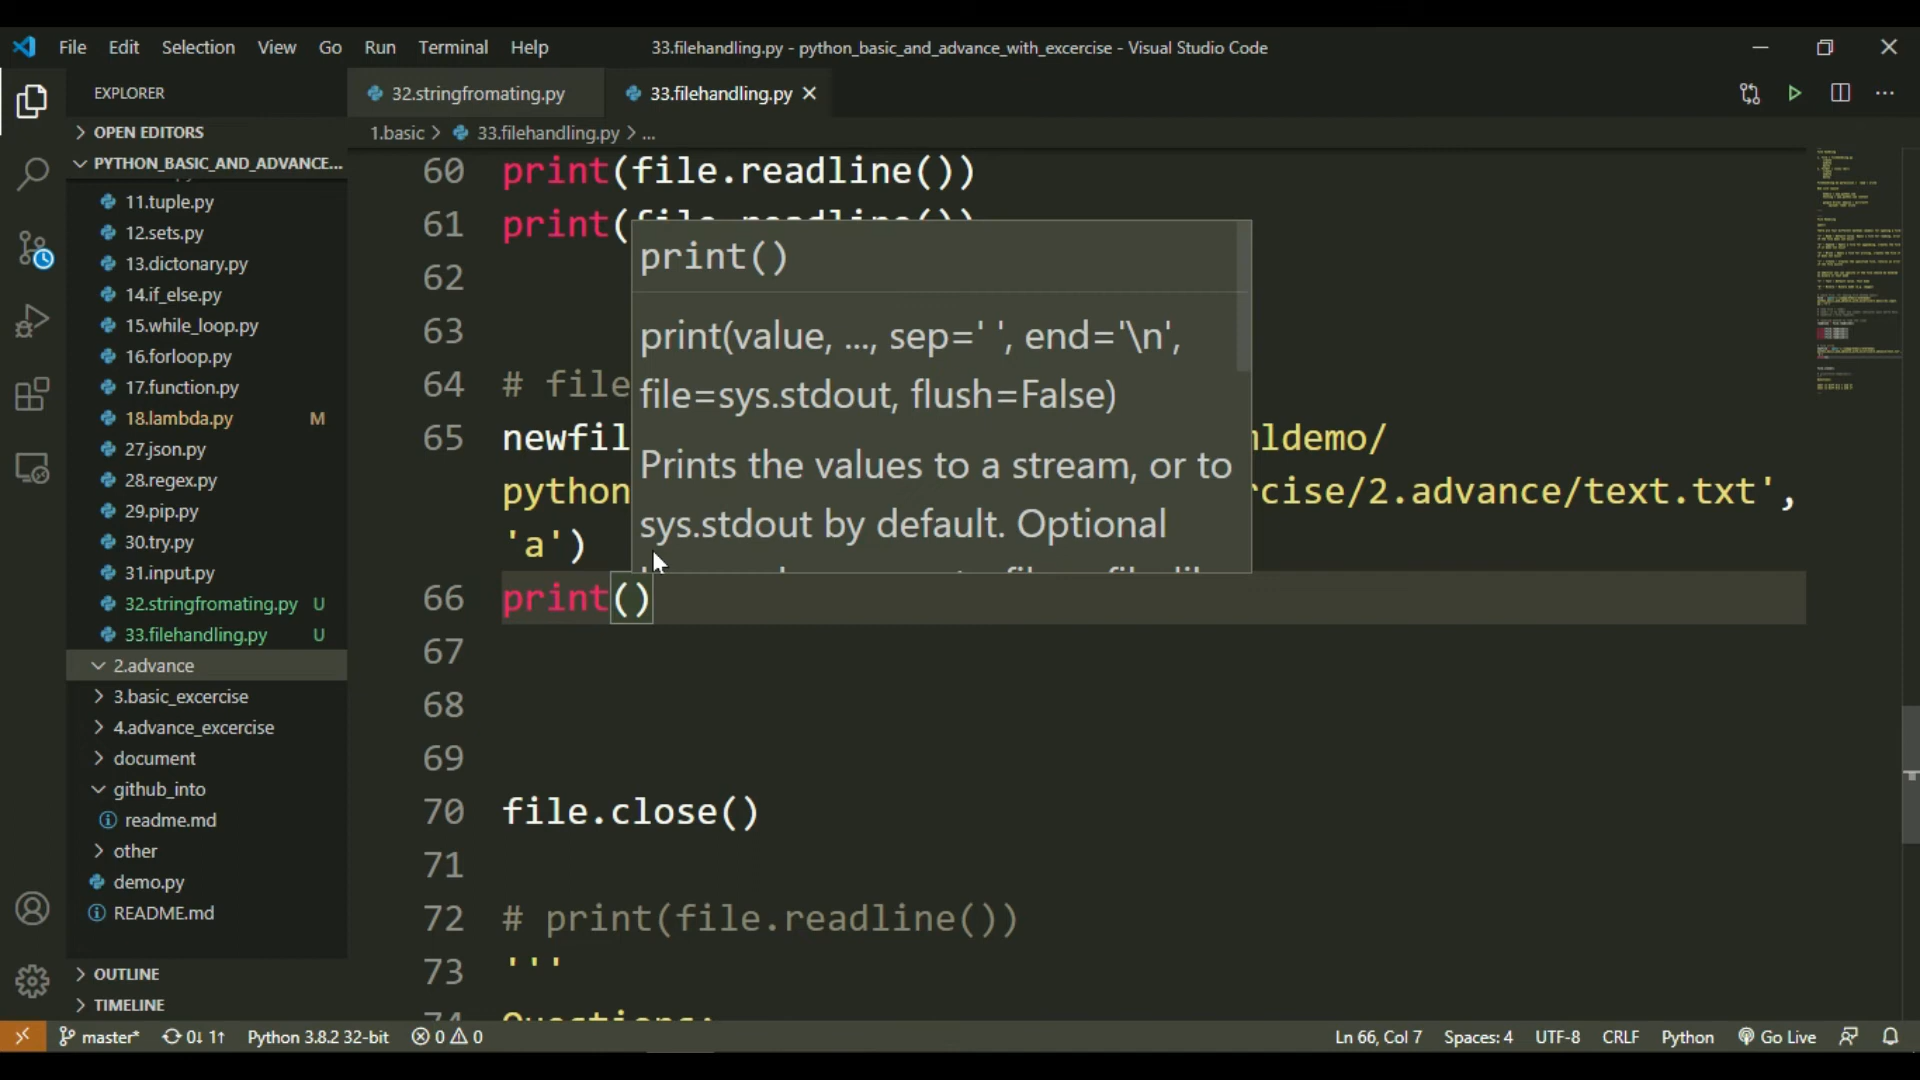 File Edit Selection View Go Run Terminal Help
33.filehandling.py - python_basic_and_advance_with_excercise - Visual Studio Code
EXPLORER
32.stringfromating.py
33.filehandling.py
OPEN EDITORS
1.basic > 33.filehandling.py > ...
PYTHON_BASIC_AND_ADVANCE...
11.tuple.py
12.sets.py
13.dictonary.py
14.if_else.py
15.while_loop.py
16.forloop.py
17.function.py
18.lambda.py M
27.json.py
28.regex.py
29.pip.py
30.try.py
31.input.py
32.stringfromating.py U
33.filehandling.py U
2.advance
3.basic_excercise
4.advance_excercise
document
github_into
readme.md
other
demo.py
README.md
OUTLINE
TIMELINE
60 print(file.readline())
61 print(file.readline())
62
63
64 # file
65 newfil
mldemo/
python
rcise/2.advance/text.txt',
'a')
print()
print(value, ..., sep=' ', end='\n',
file=sys.stdout, flush=False)
Prints the values to a stream, or to
sys.stdout by default. Optional
66 print()
67
68
69
70 file.close()
71
72 # print(file.readline())
73 '''
74 Questions:
master* 0↓ 1↑ Python 3.8.2 32-bit 0 0
Ln 66, Col 7 Spaces: 4 UTF-8 CRLF Python Go Live